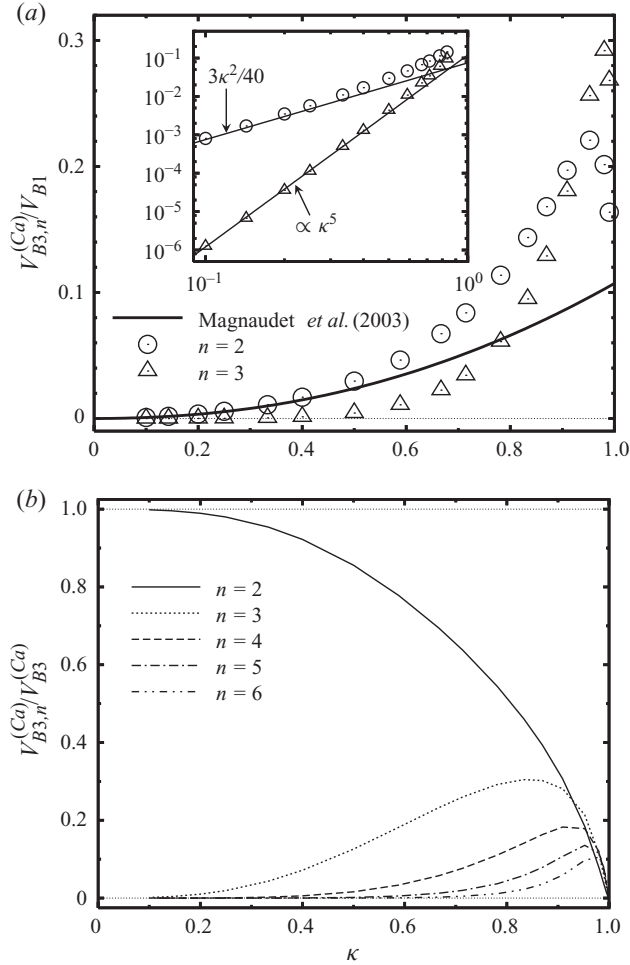 (a)
0.3
0.2
0.1
0
V_{B3,n}^{(Ca)}/V_{B1}
10^{-1}
10^{-2}
10^{-3}
10^{-4}
10^{-5}
10^{-6}
3κ^2/40
∝ κ^5
10^{-1} 10^0
Magnaudet et al. (2003)
n = 2
n = 3
0 0.2 0.4 0.6 0.8 1.0
(b)
1.0
0.8
0.6
0.4
0.2
0
V_{B3,n}^{(Ca)}/V_{B3}^{(Ca)}
n = 2
n = 3
n = 4
n = 5
n = 6
0 0.2 0.4 0.6 0.8 1.0
κ